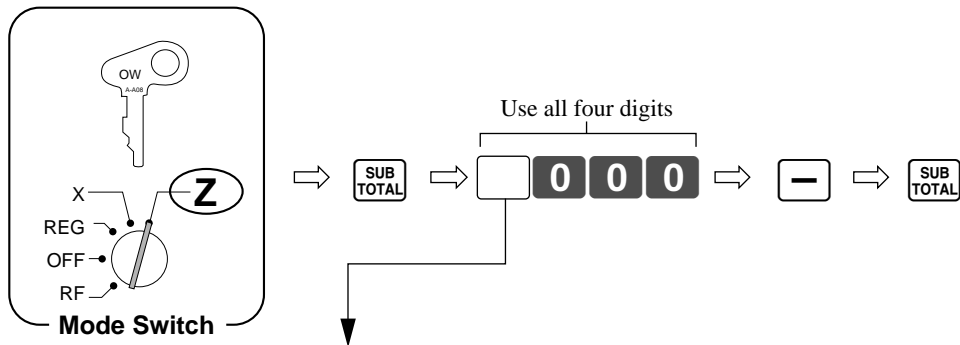 OW
A-A08
Use all four digits
X
Z
REG
OFF
RF
Mode Switch
SUB
TOTAL
0 0 0
–
SUB
TOTAL